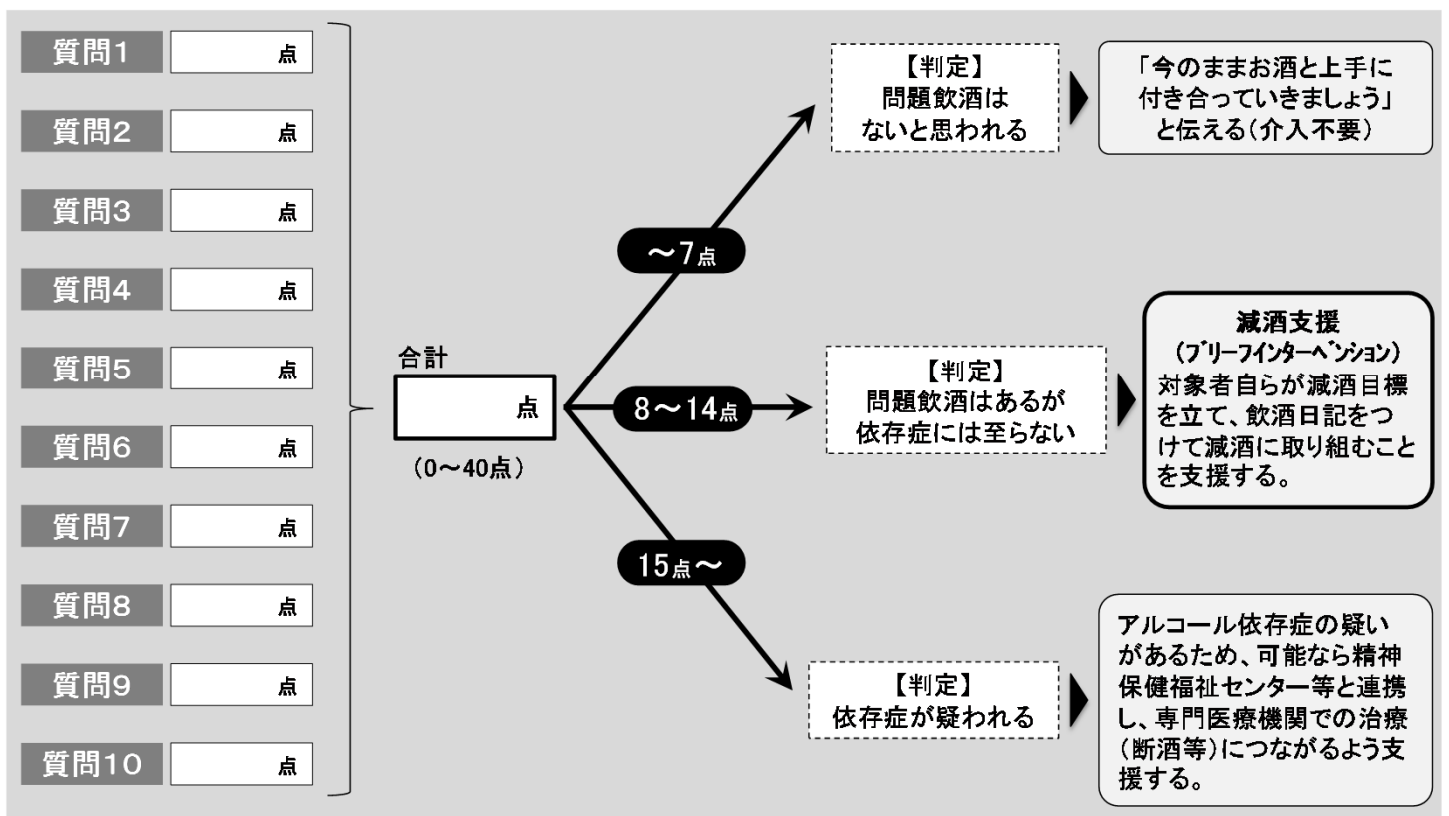 質問1 点
質問2 点
質問3 点
質問4 点
質問5 点
質問6 点
質問7 点
質問8 点
質問9 点
質問10 点
合計
点
(0～40点)
～7点
【判定】
問題飲酒は
ないと思われる
「今のままお酒と上手に
付き合っていきましょう」
と伝える(介入不要)
8～14点
【判定】
問題飲酒はあるが
依存症には至らない
減酒支援
(ブリーフインターベンション)
対象者自らが減酒目標
を立て、飲酒日記をつ
けて減酒に取り組むこと
を支援する。
15点～
【判定】
依存症が疑われる
アルコール依存症の疑い
があるため、可能なら精神
保健福祉センター等と連携
し、専門医療機関での治療
(断酒等)につながるよう支
援する。